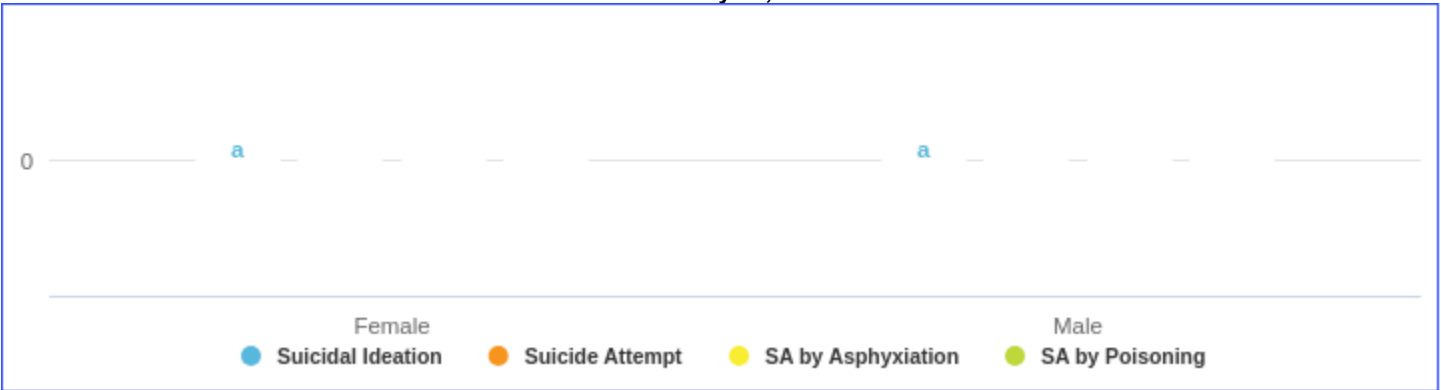 0
a a
Female Male
Suicidal Ideation Suicide Attempt SA by Asphyxiation SA by Poisoning